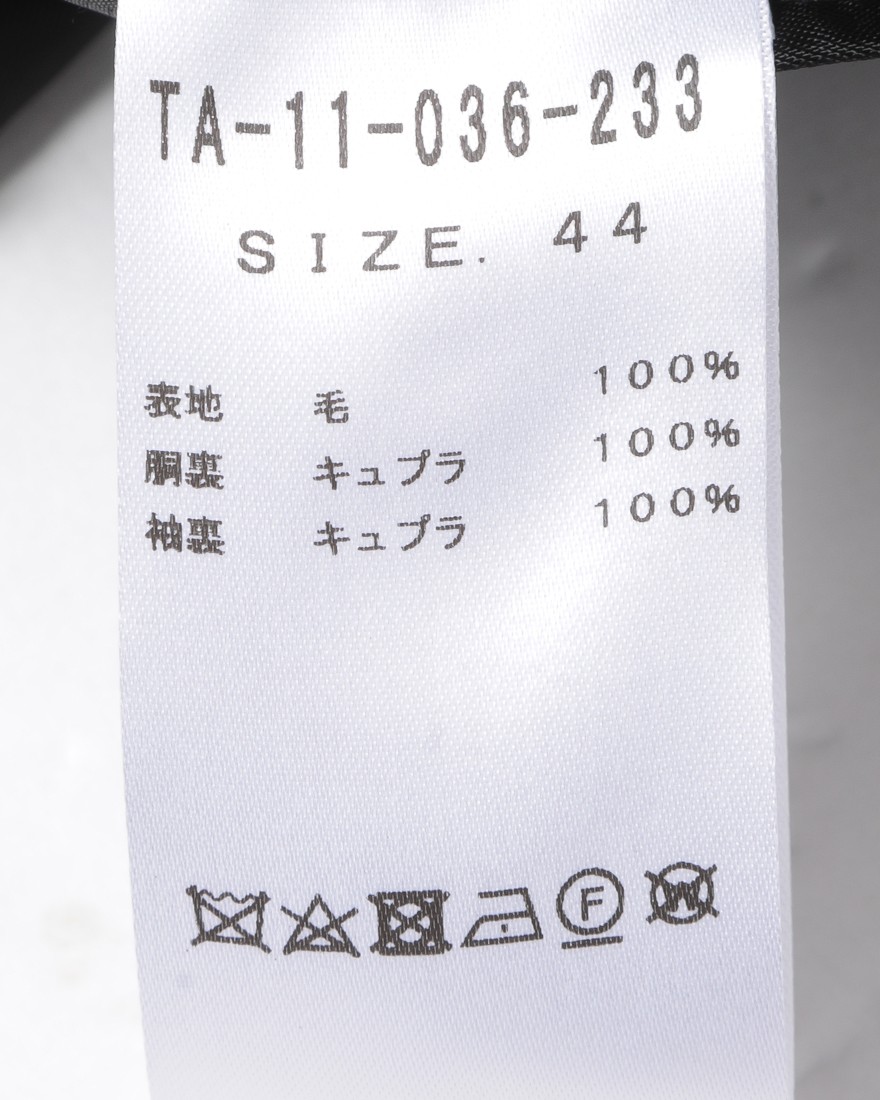 TA-11-036-233
SIZE. 44
表地 毛 100%
胴裏 キュプラ 100%
袖裏 キュプラ 100%
F W